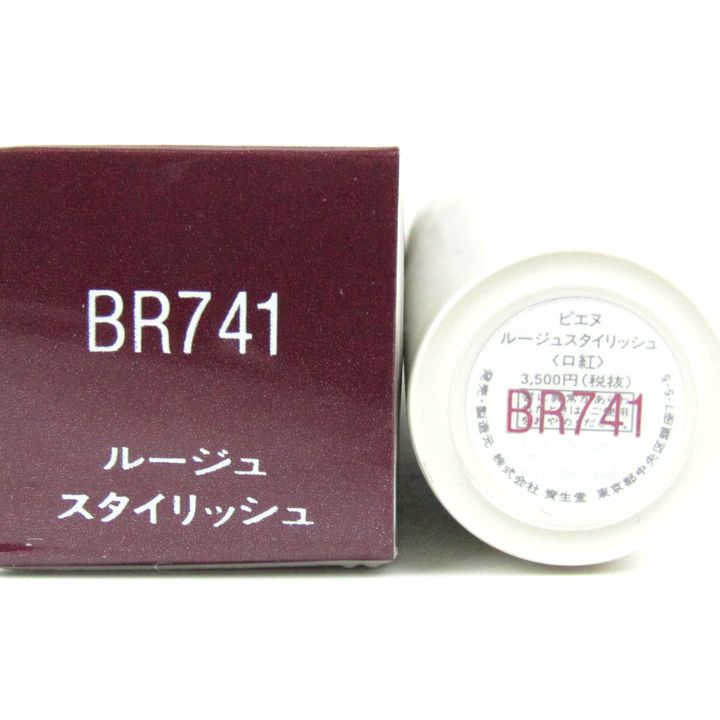 BR741
ルージュ
スタイリッシュ
ピエヌ
ルージュスタイリッシュ
〈口紅〉
3,500円(税抜)
BR741
発売・製造元 株式会社 資生堂 東京都中央区銀座7-5-5